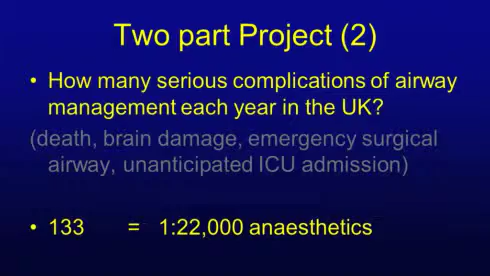 Two part Project (2)
• How many serious complications of airway
management each year in the UK?
(death, brain damage, emergency surgical
airway, unanticipated ICU admission)
• 133 = 1:22,000 anaesthetics